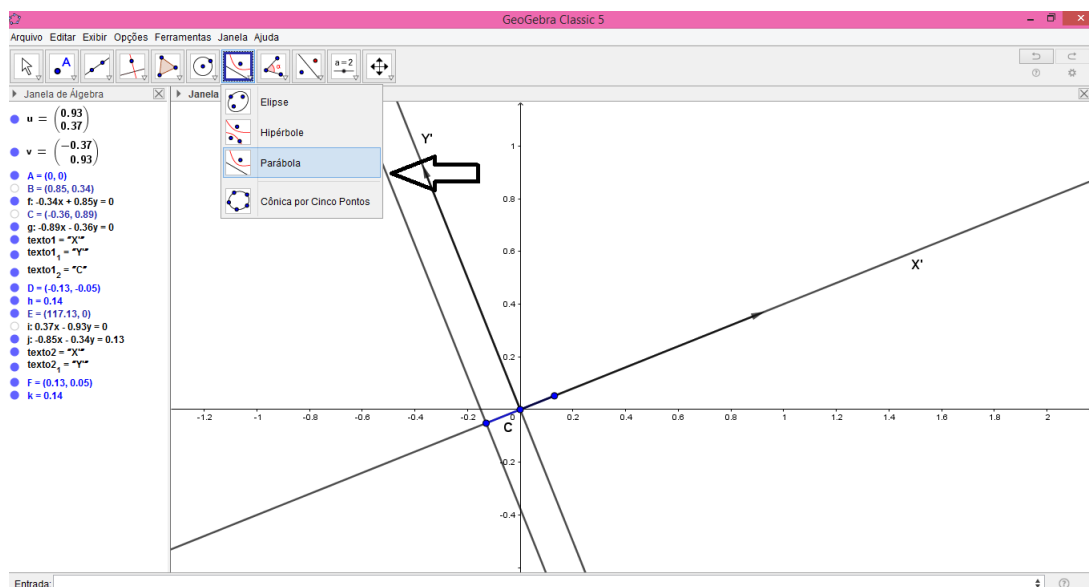 GeoGebra Classic 5
Arquivo Editar Exibir Opções Ferramentas Janela Ajuda
A
α
a = 2
Janela de Álgebra
Janela
u = (0.93
0.37)
v = (−0.37
0.93)
A = (0, 0)
B = (0.85, 0.34)
f: -0.34x + 0.85y = 0
C = (-0.36, 0.89)
g: -0.89x - 0.36y = 0
texto1 = "X'"
texto1₁ = "Y'"
texto1₂ = "C"
D = (-0.13, -0.05)
h = 0.14
E = (117.13, 0)
i: 0.37x - 0.93y = 0
j: -0.85x - 0.34y = 0.13
texto2 = "X'"
texto2₁ = "Y'"
F = (0.13, 0.05)
k = 0.14
Elipse
Hipérbole
Parábola
Cônica por Cinco Pontos
Y'
X'
C
1
0.8
0.6
0.4
0.2
-1.2 -1 -0.8 -0.6 -0.4 -0.2 0 0.2 0.4 0.6 0.8 1 1.2 1.4 1.6 1.8 2
-0.2
-0.4
Entrada: